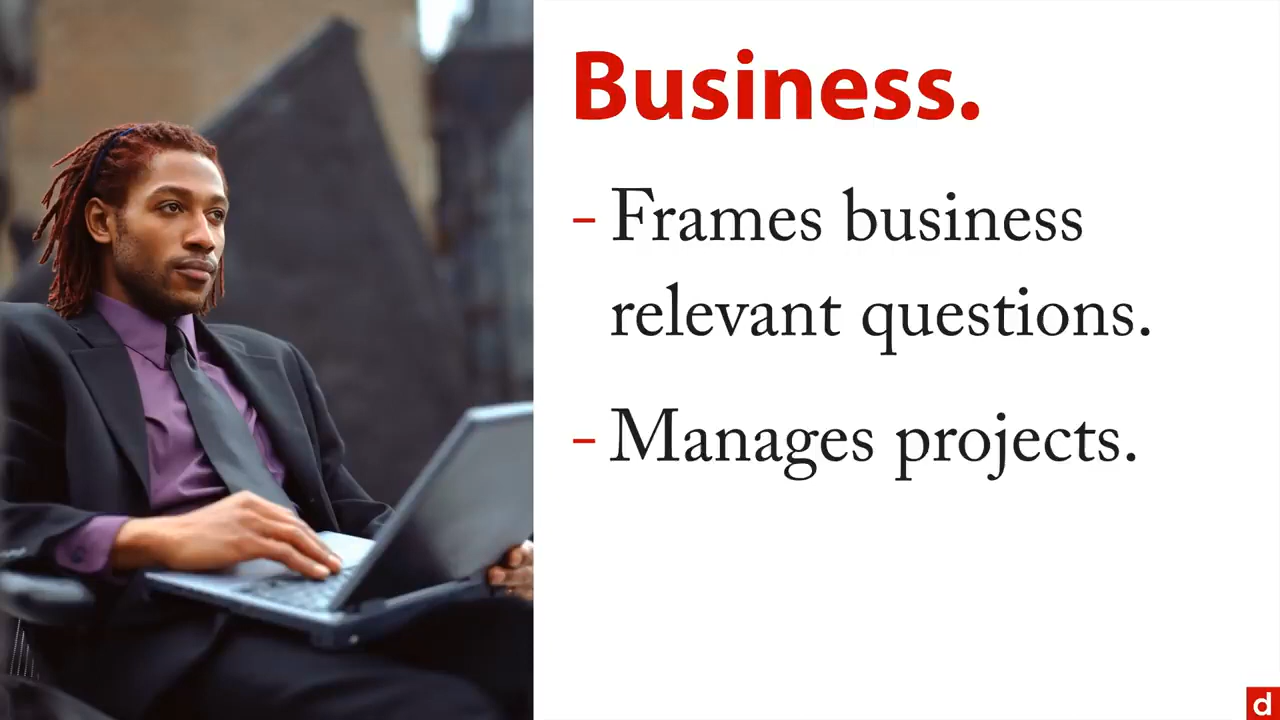 Business.
- Frames business
relevant questions.
- Manages projects.
d